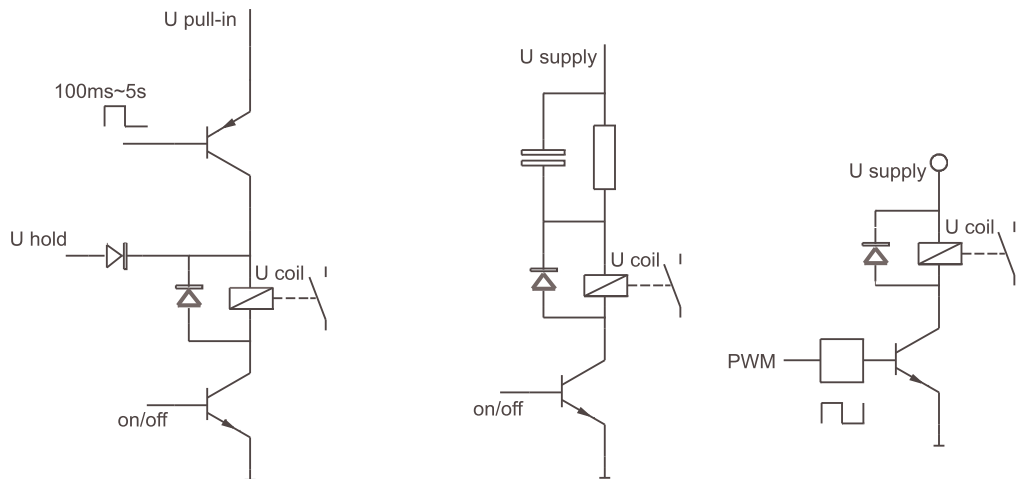 U pull-in
100ms~5s
U hold
U coil
on/off
U supply
U coil
on/off
U supply
U coil
PWM